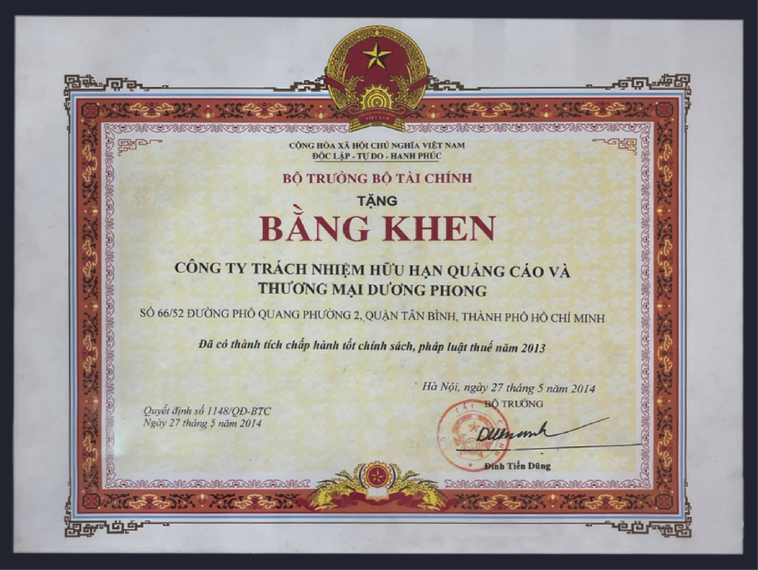 VIỆT NAM
CỘNG HÒA XÃ HỘI CHỦ NGHĨA VIỆT NAM
ĐỘC LẬP - TỰ DO - HẠNH PHÚC
BỘ TRƯỞNG BỘ TÀI CHÍNH
TẶNG
BẰNG KHEN
CÔNG TY TRÁCH NHIỆM HỮU HẠN QUẢNG CÁO VÀ
THƯƠNG MẠI DƯƠNG PHONG
SỐ 66/52 ĐƯỜNG PHỔ QUANG PHƯỜNG 2, QUẬN TÂN BÌNH, THÀNH PHỐ HỒ CHÍ MINH
Đã có thành tích chấp hành tốt chính sách, pháp luật thuế năm 2013
Hà Nội, ngày 27 tháng 5 năm 2014
BỘ TRƯỞNG
Quyết định số 1148/QĐ-BTC
Ngày 27 tháng 5 năm 2014
Đinh Tiến Dũng